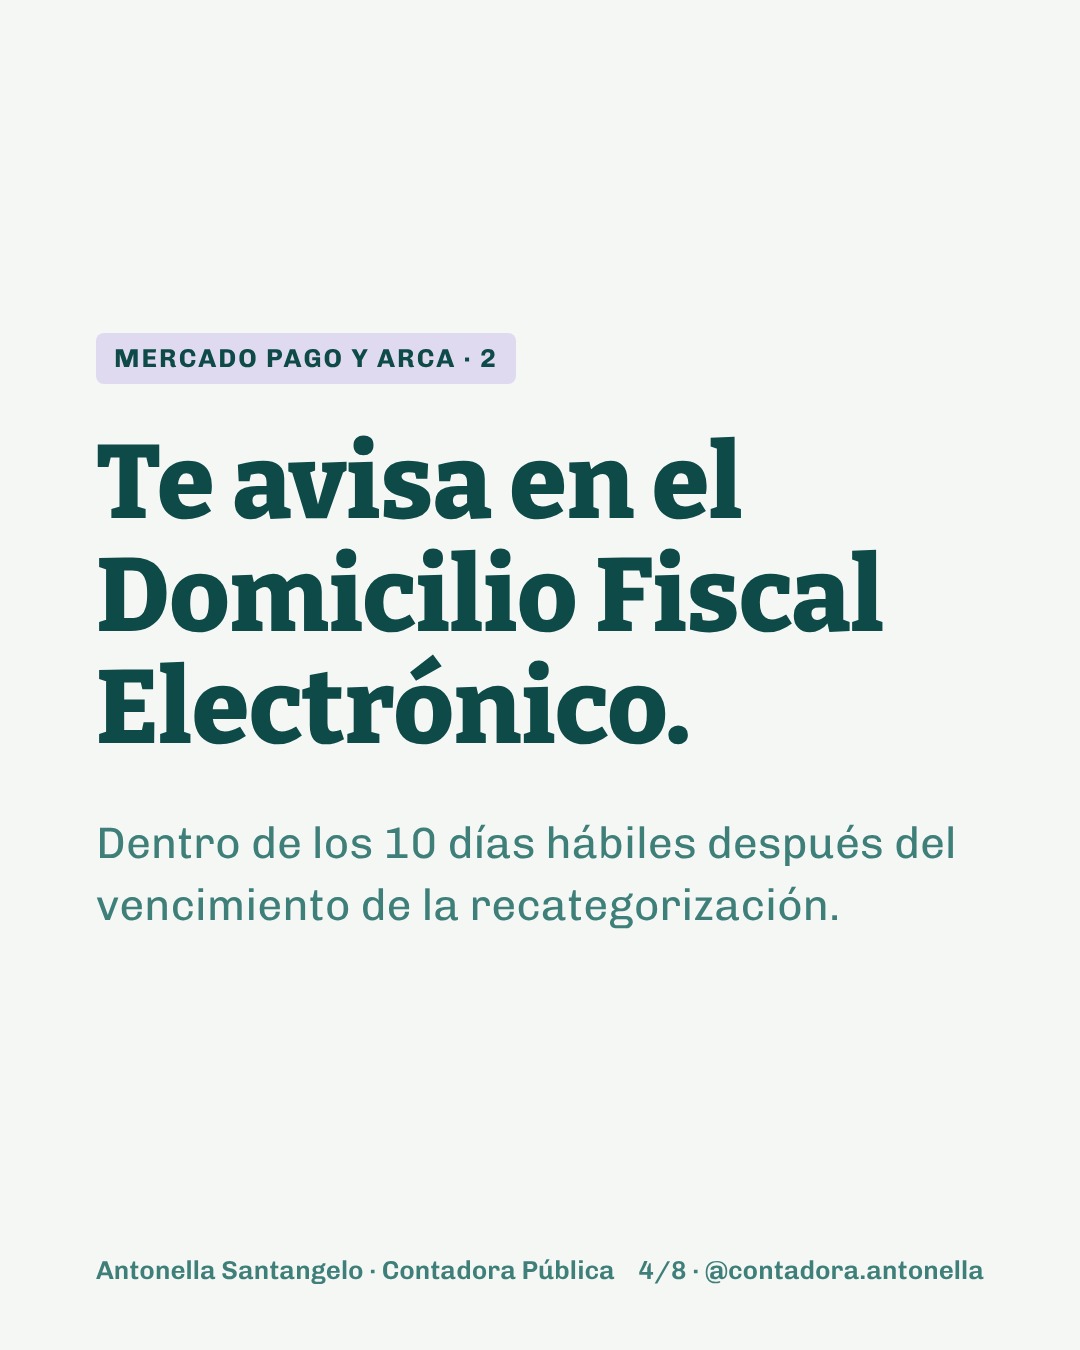 MERCADO PAGO Y ARCA · 2
Te avisa en el
Domicilio Fiscal
Electrónico.
Dentro de los 10 días hábiles después del
vencimiento de la recategorización.
Antonella Santangelo · Contadora Pública 4/8 · @contadora.antonella